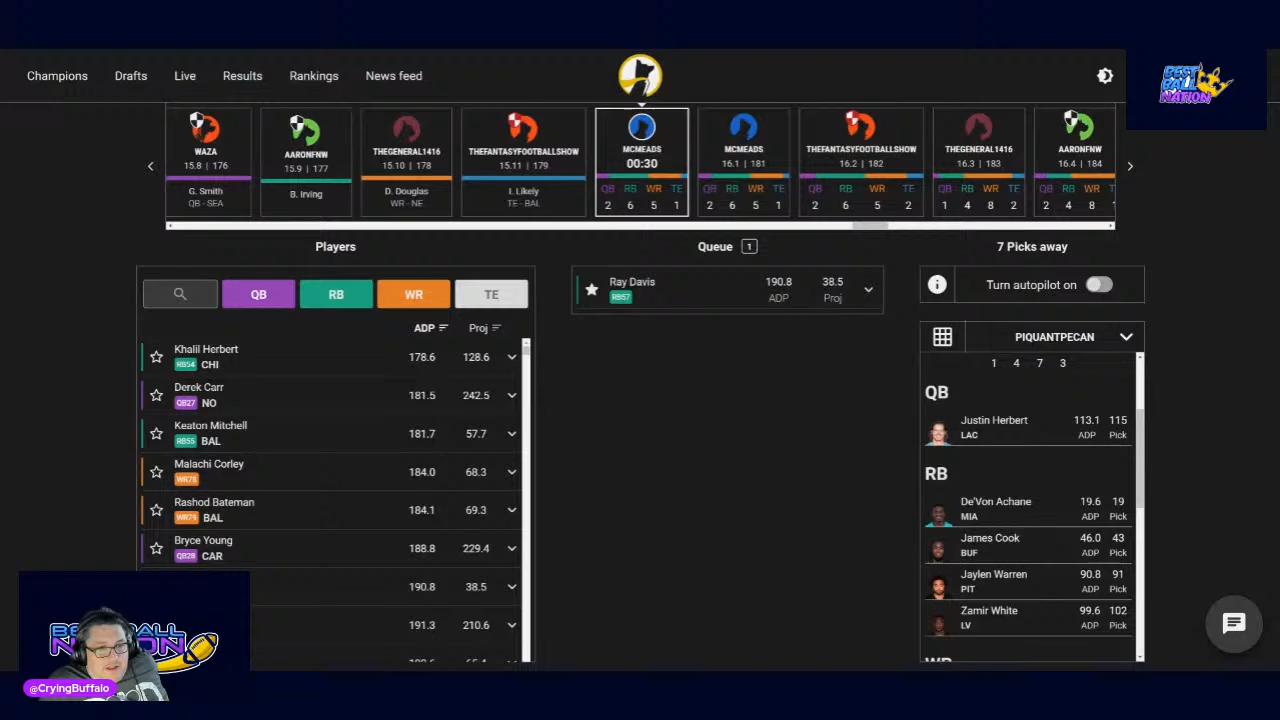 Champions Drafts Live Results Rankings News feed
BEST BALL NATION
WAZA
15.8 | 176
G. Smith
QB - SEA
AARONFNW
15.9 | 177
B. Irving
THEGENERAL1416
15.10 | 178
D. Douglas
WR - NE
THEFANTASYFOOTBALLSHOW
15.11 | 179
I. Likely
TE - BAL
MCMEADS
00:30
QB RB WR TE
2 6 5 1
MCMEADS
16.1 | 181
QB RB WR TE
2 6 5 1
THEFANTASYFOOTBALLSHOW
16.2 | 182
QB RB WR TE
2 6 5 2
THEGENERAL1416
16.3 | 183
QB RB WR TE
1 4 8 2
AARONFNW
16.4 | 184
QB RB WR
2 4 8
Players
QB RB WR TE
ADP Proj
Khalil Herbert
RB54 CHI
178.6 128.6
Derek Carr
QB27 NO
181.5 242.5
Keaton Mitchell
RB55 BAL
181.7 57.7
Malachi Corley
WR78
184.0 68.3
Rashod Bateman
WR79 BAL
184.1 69.3
Bryce Young
QB28 CAR
188.8 229.4
190.8 38.5
191.3 210.6
Queue 1
Ray Davis
RB57
190.8 38.5
ADP Proj
7 Picks away
Turn autopilot on
PIQUANTPECAN
1 4 7 3
QB
Justin Herbert 113.1 115
LAC ADP Pick
RB
De'Von Achane 19.6 19
MIA ADP Pick
James Cook 46.0 43
BUF ADP Pick
Jaylen Warren 90.8 91
PIT ADP Pick
Zamir White 99.6 102
LV ADP Pick
@CryingBuffalo